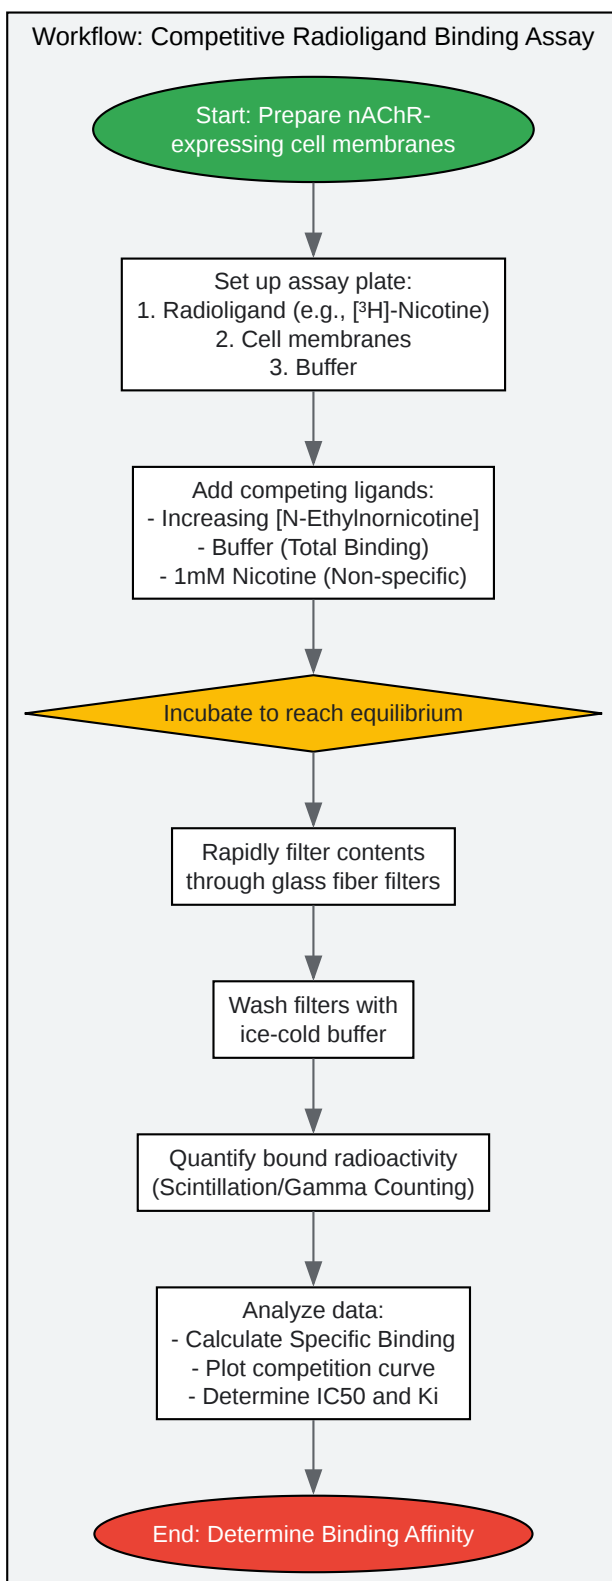 Workflow: Competitive Radioligand Binding Assay
Start: Prepare nAChR-
expressing cell membranes
Set up assay plate:
1. Radioligand (e.g., [³H]-Nicotine)
2. Cell membranes
3. Buffer
Add competing ligands:
- Increasing [N-Ethylnornicotine]
- Buffer (Total Binding)
- 1mM Nicotine (Non-specific)
Incubate to reach equilibrium
Rapidly filter contents
through glass fiber filters
Wash filters with
ice-cold buffer
Quantify bound radioactivity
(Scintillation/Gamma Counting)
Analyze data:
- Calculate Specific Binding
- Plot competition curve
- Determine IC50 and Ki
End: Determine Binding Affinity